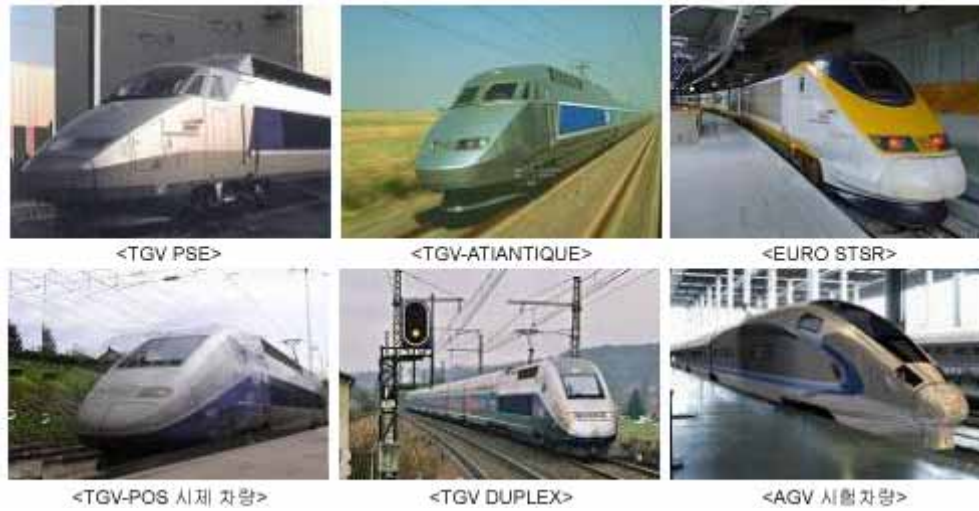 <TGV PSE>
<TGV-ATIANTIQUE>
<EURO STSR>
<TGV-POS 시제 차량>
<TGV DUPLEX>
<AGV 시험차량>